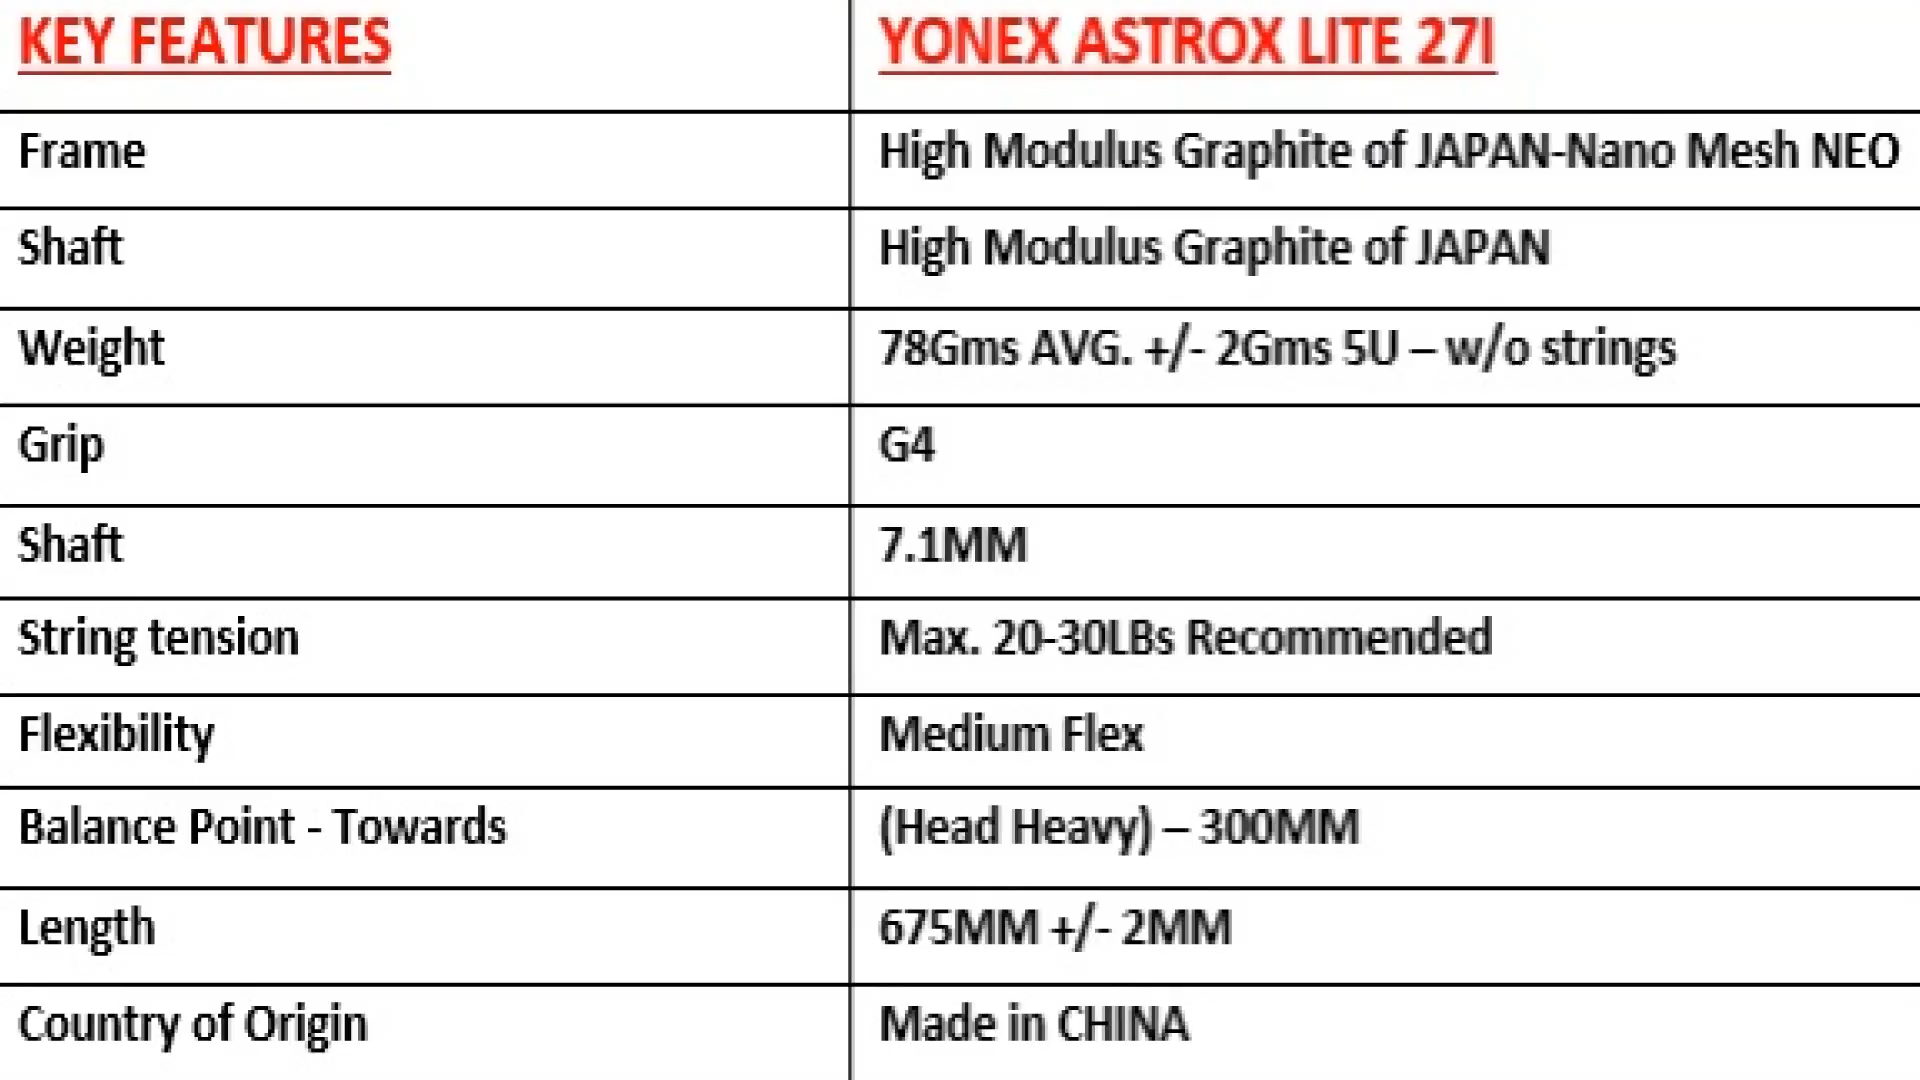 KEY FEATURES YONEX ASTROX LITE 27I
Frame High Modulus Graphite of JAPAN-Nano Mesh NEO
Shaft High Modulus Graphite of JAPAN
Weight 78Gms AVG. +/- 2Gms 5U – w/o strings
Grip G4
Shaft 7.1MM
String tension Max. 20-30LBs Recommended
Flexibility Medium Flex
Balance Point - Towards (Head Heavy) – 300MM
Length 675MM +/- 2MM
Country of Origin Made in CHINA